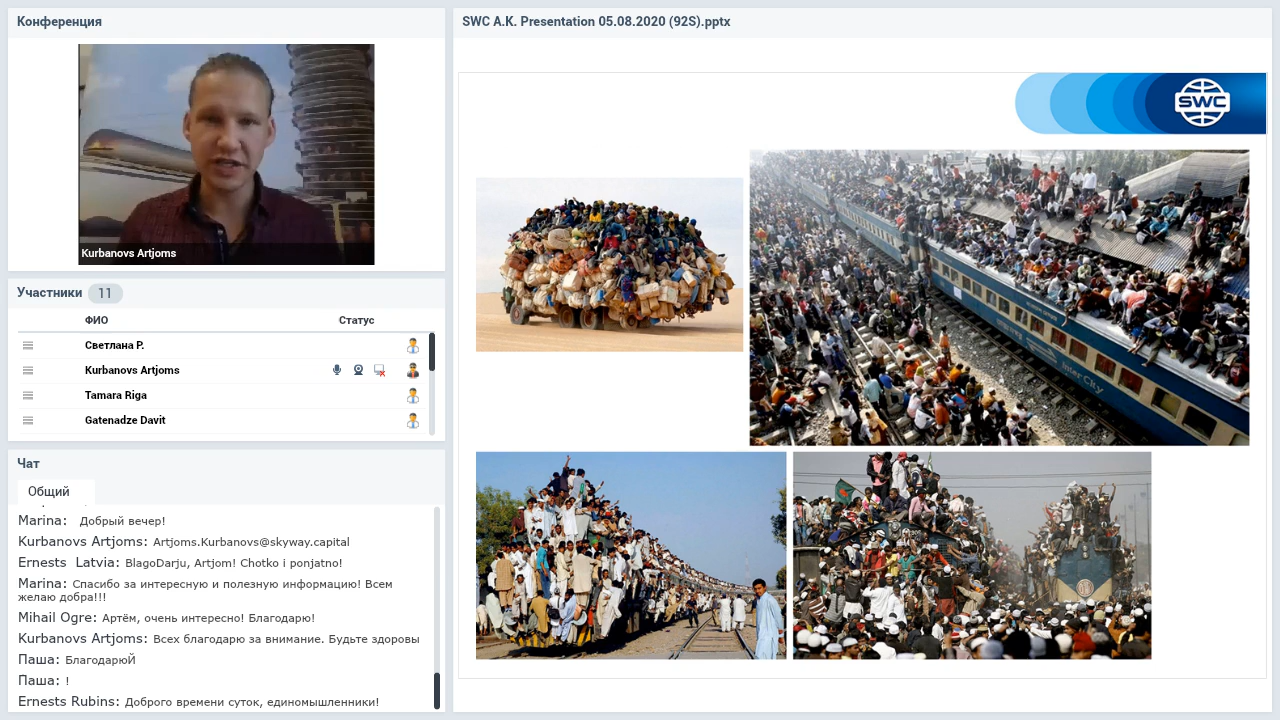 Конференция
Kurbanovs Artjoms
Участники 11
ФИО Статус
Светлана Р.
Kurbanovs Artjoms
Tamara Riga
Gatenadze Davit
Чат
Общий
Marina: Добрый вечер!
Kurbanovs Artjoms: Artjoms.Kurbanovs@skyway.capital
Ernests Latvia: BlagoDarju, Artjom! Chotko i ponjatno!
Marina: Спасибо за интересную и полезную информацию! Всем
желаю добра!!!
Mihail Ogre: Артём, очень интересно! Благодарю!
Kurbanovs Artjoms: Всех благодарю за внимание. Будьте здоровы
Паша: БлагодарюЙ
Паша: !
Ernests Rubins: Доброго времени суток, единомышленники!
SWC A.K. Presentation 05.08.2020 (92S).pptx
SWC
Inter City